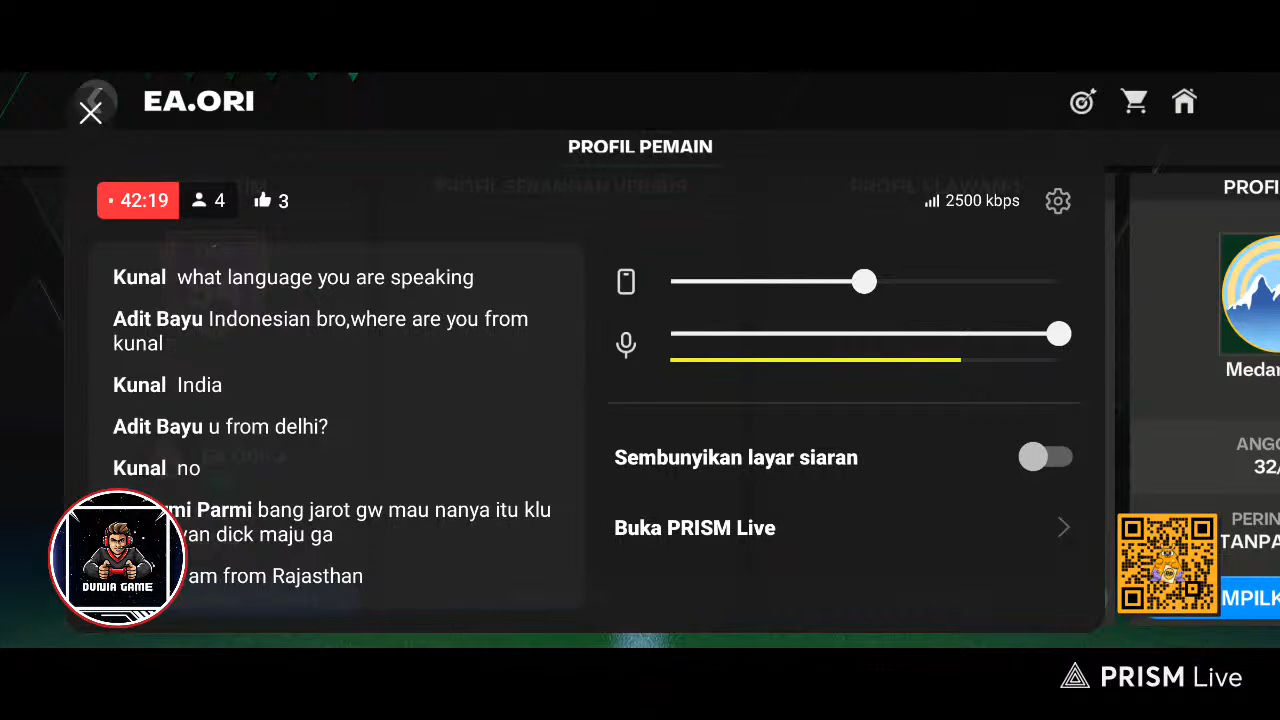 EA.ORI
PROFIL PEMAIN
42:19
4
3
2500 kbps
PROFI
Kunal what language you are speaking
Adit Bayu Indonesian bro,where are you from
kunal
Kunal India
Adit Bayu u from delhi?
Kunal no
mi Parmi bang jarot gw mau nanya itu klu
van dick maju ga
am from Rajasthan
Sembunyikan layar siaran
Buka PRISM Live
Medan
ANGG
32/
PERIN
TANPA
MPILK
DUNIA GAME
PRISM Live